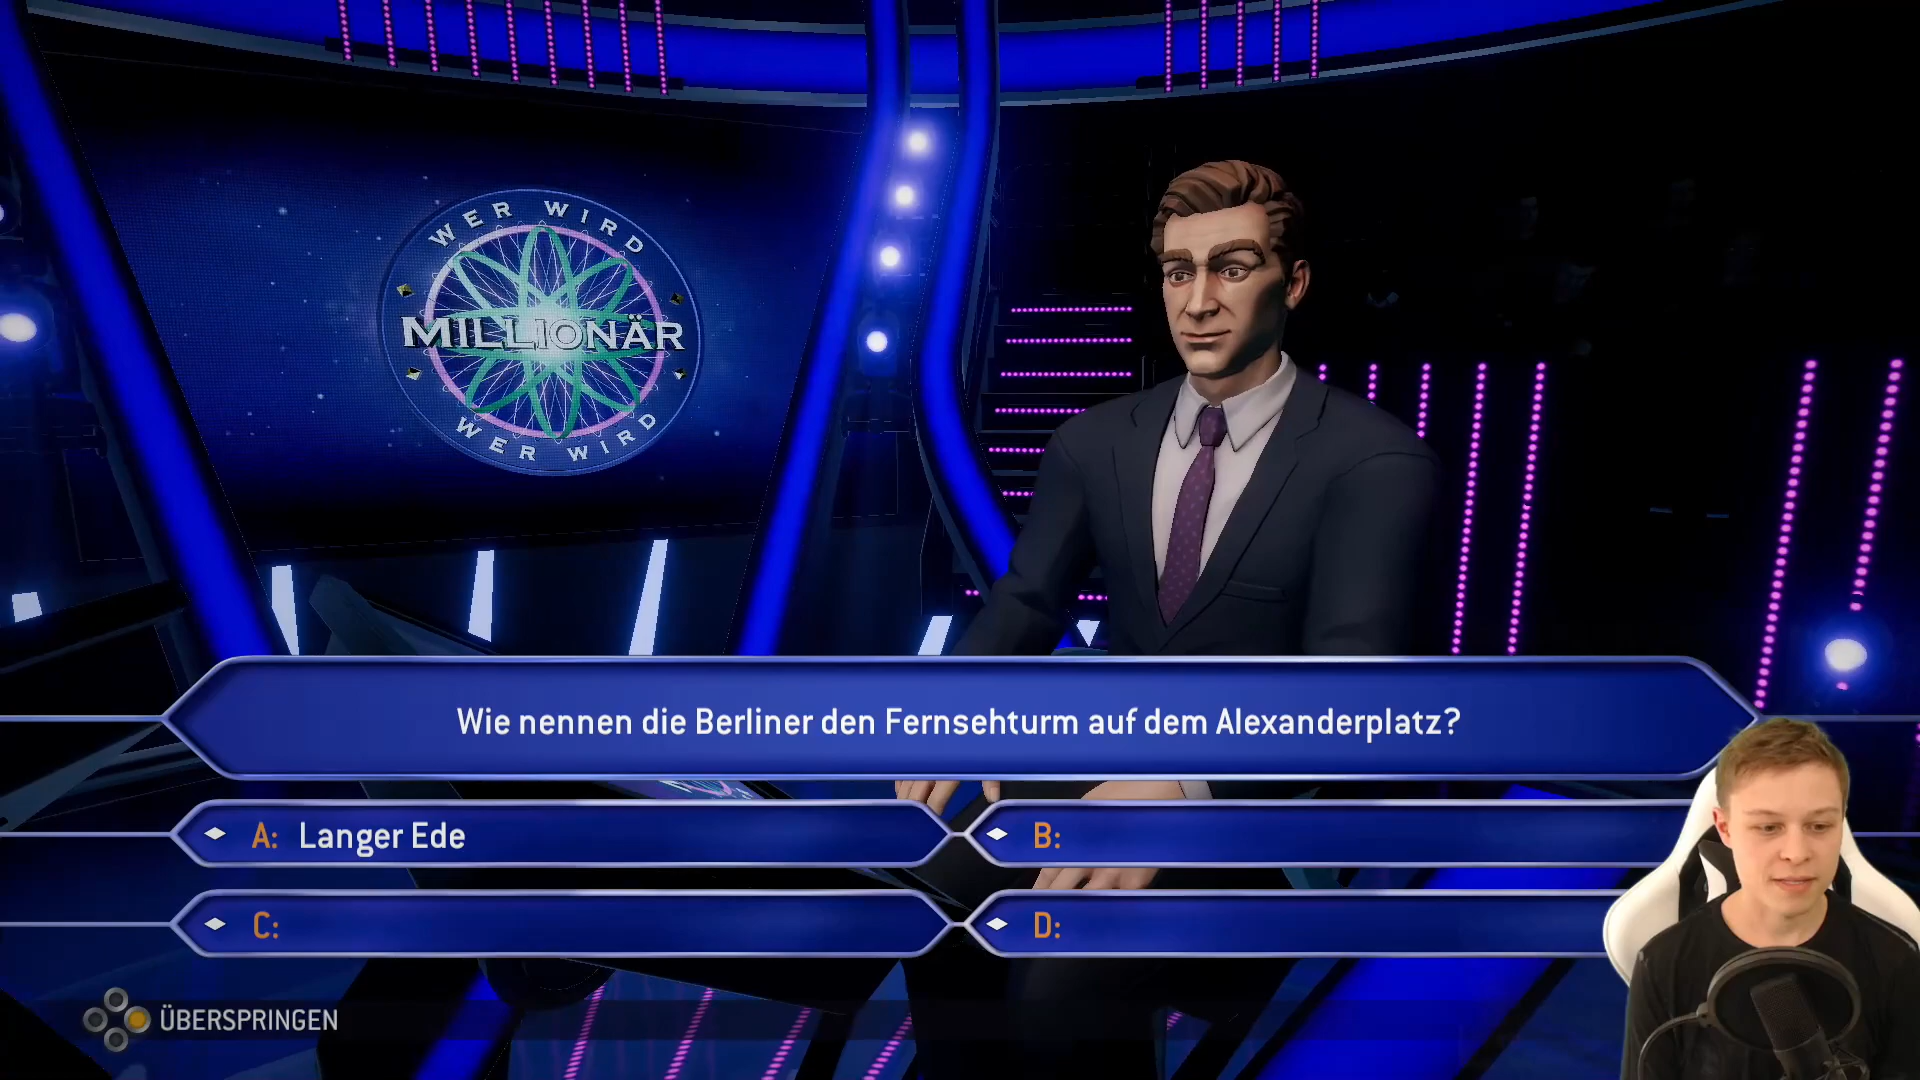 WER WIRD
MILLIONÄR
WER WIRD
Wie nennen die Berliner den Fernsehturm auf dem Alexanderplatz?
A: Langer Ede
B:
C:
D:
ÜBERSPRINGEN